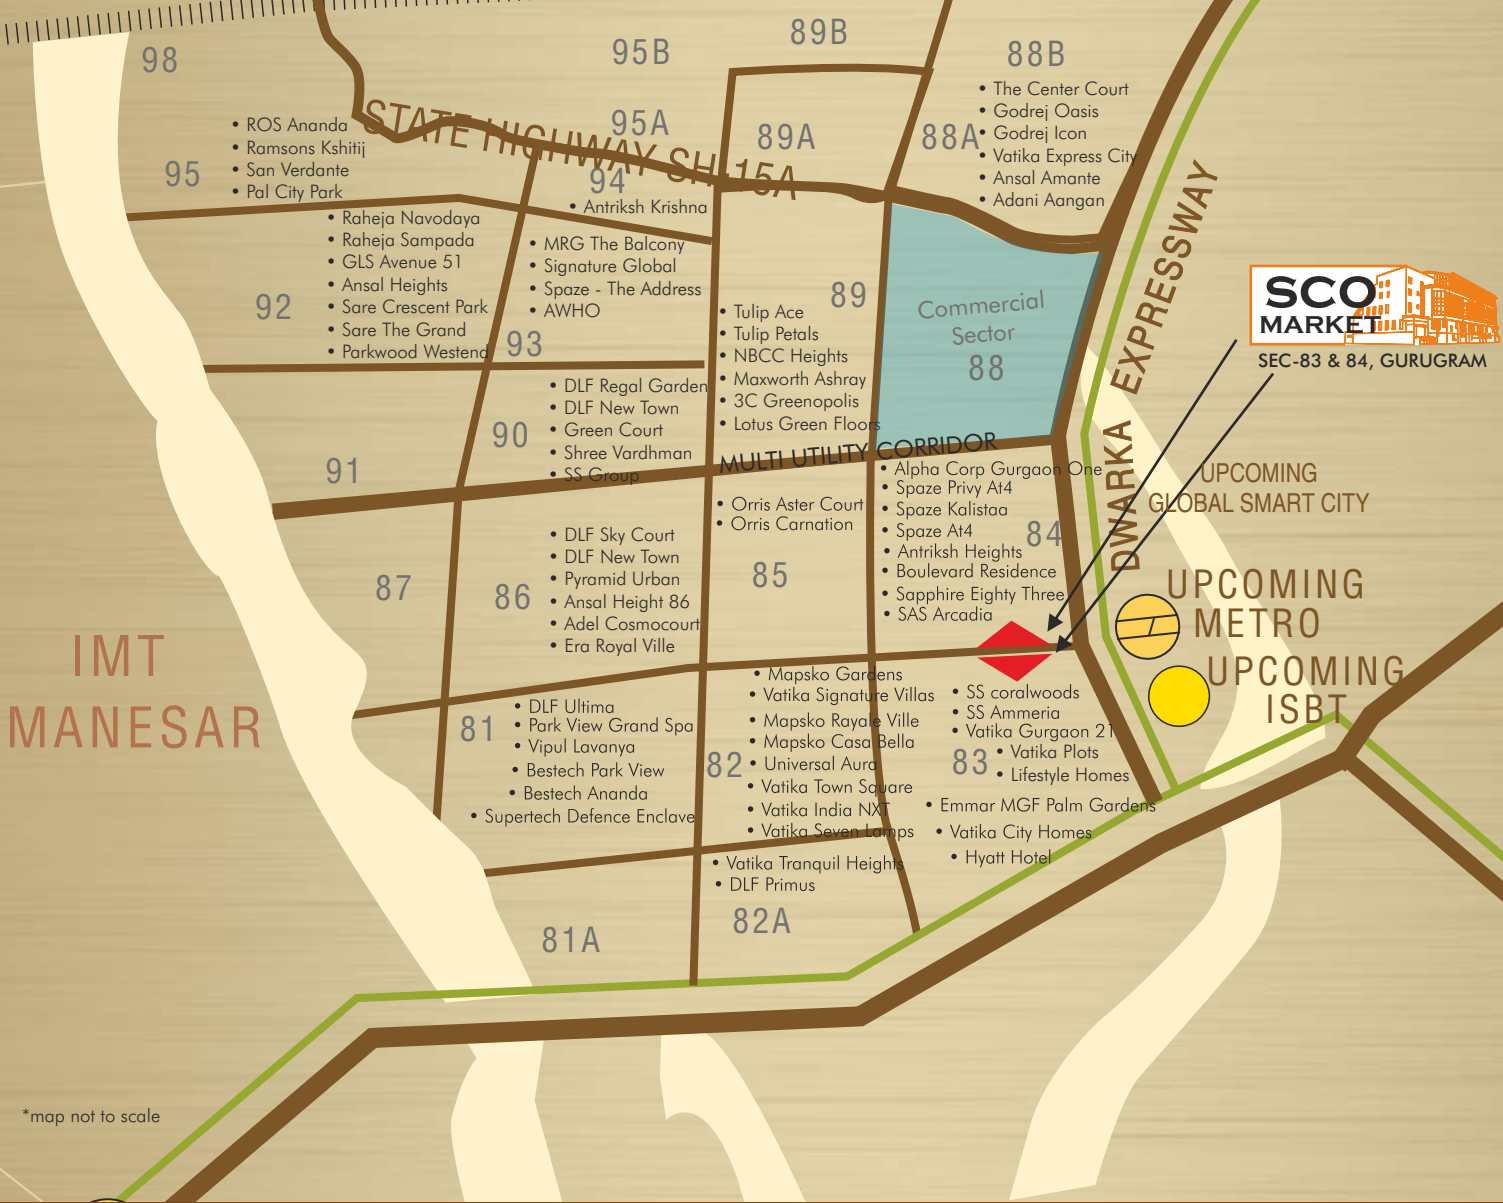 98
95B
89B
88B
• The Center Court
• Godrej Oasis
• Godrej Icon
• Vatika Express City
• Ansal Amante
• Adani Aangan
88A
89A
95A
STATE HIGHWAY SH-15A
95
• ROS Ananda
• Ramsons Kshitij
• San Verdante
• Pal City Park
94
• Antriksh Krishna
92
• Raheja Navodaya
• Raheja Sampada
• GLS Avenue 51
• Ansal Heights
• Sare Crescent Park
• Sare The Grand
• Parkwood Westend
• MRG The Balcony
• Signature Global
• Spaze - The Address
• AWHO
93
89
• Tulip Ace
• Tulip Petals
• NBCC Heights
• Maxworth Ashray
• 3C Greenopolis
• Lotus Green Floors
Commercial
Sector
88
DWARKA EXPRESSWAY
SCO
MARKET
SEC-83 & 84, GURUGRAM
91
90
• DLF Regal Garden
• DLF New Town
• Green Court
• Shree Vardhman
• SS Group
MULTI UTILITY CORRIDOR
UPCOMING
GLOBAL SMART CITY
• Alpha Corp Gurgaon One
• Spaze Privy At4
• Spaze Kalistaa
• Spaze At4
• Antriksh Heights
• Boulevard Residence
• Sapphire Eighty Three
• SAS Arcadia
84
• Orris Aster Court
• Orris Carnation
85
87
86
• DLF Sky Court
• DLF New Town
• Pyramid Urban
• Ansal Height 86
• Adel Cosmocourt
• Era Royal Ville
UPCOMING
METRO
UPCOMING
ISBT
IMT
MANESAR
81
• DLF Ultima
• Park View Grand Spa
• Vipul Lavanya
• Bestech Park View
• Bestech Ananda
• Supertech Defence Enclave
82
• Mapsko Gardens
• Vatika Signature Villas
• Mapsko Rayale Ville
• Mapsko Casa Bella
• Universal Aura
• Vatika Town Square
• Vatika India NXT
• Vatika Seven Lamps
83
• SS coralwoods
• SS Ammeria
• Vatika Gurgaon 21
• Vatika Plots
• Lifestyle Homes
• Emmar MGF Palm Gardens
• Vatika City Homes
• Hyatt Hotel
• Vatika Tranquil Heights
• DLF Primus
82A
81A
*map not to scale